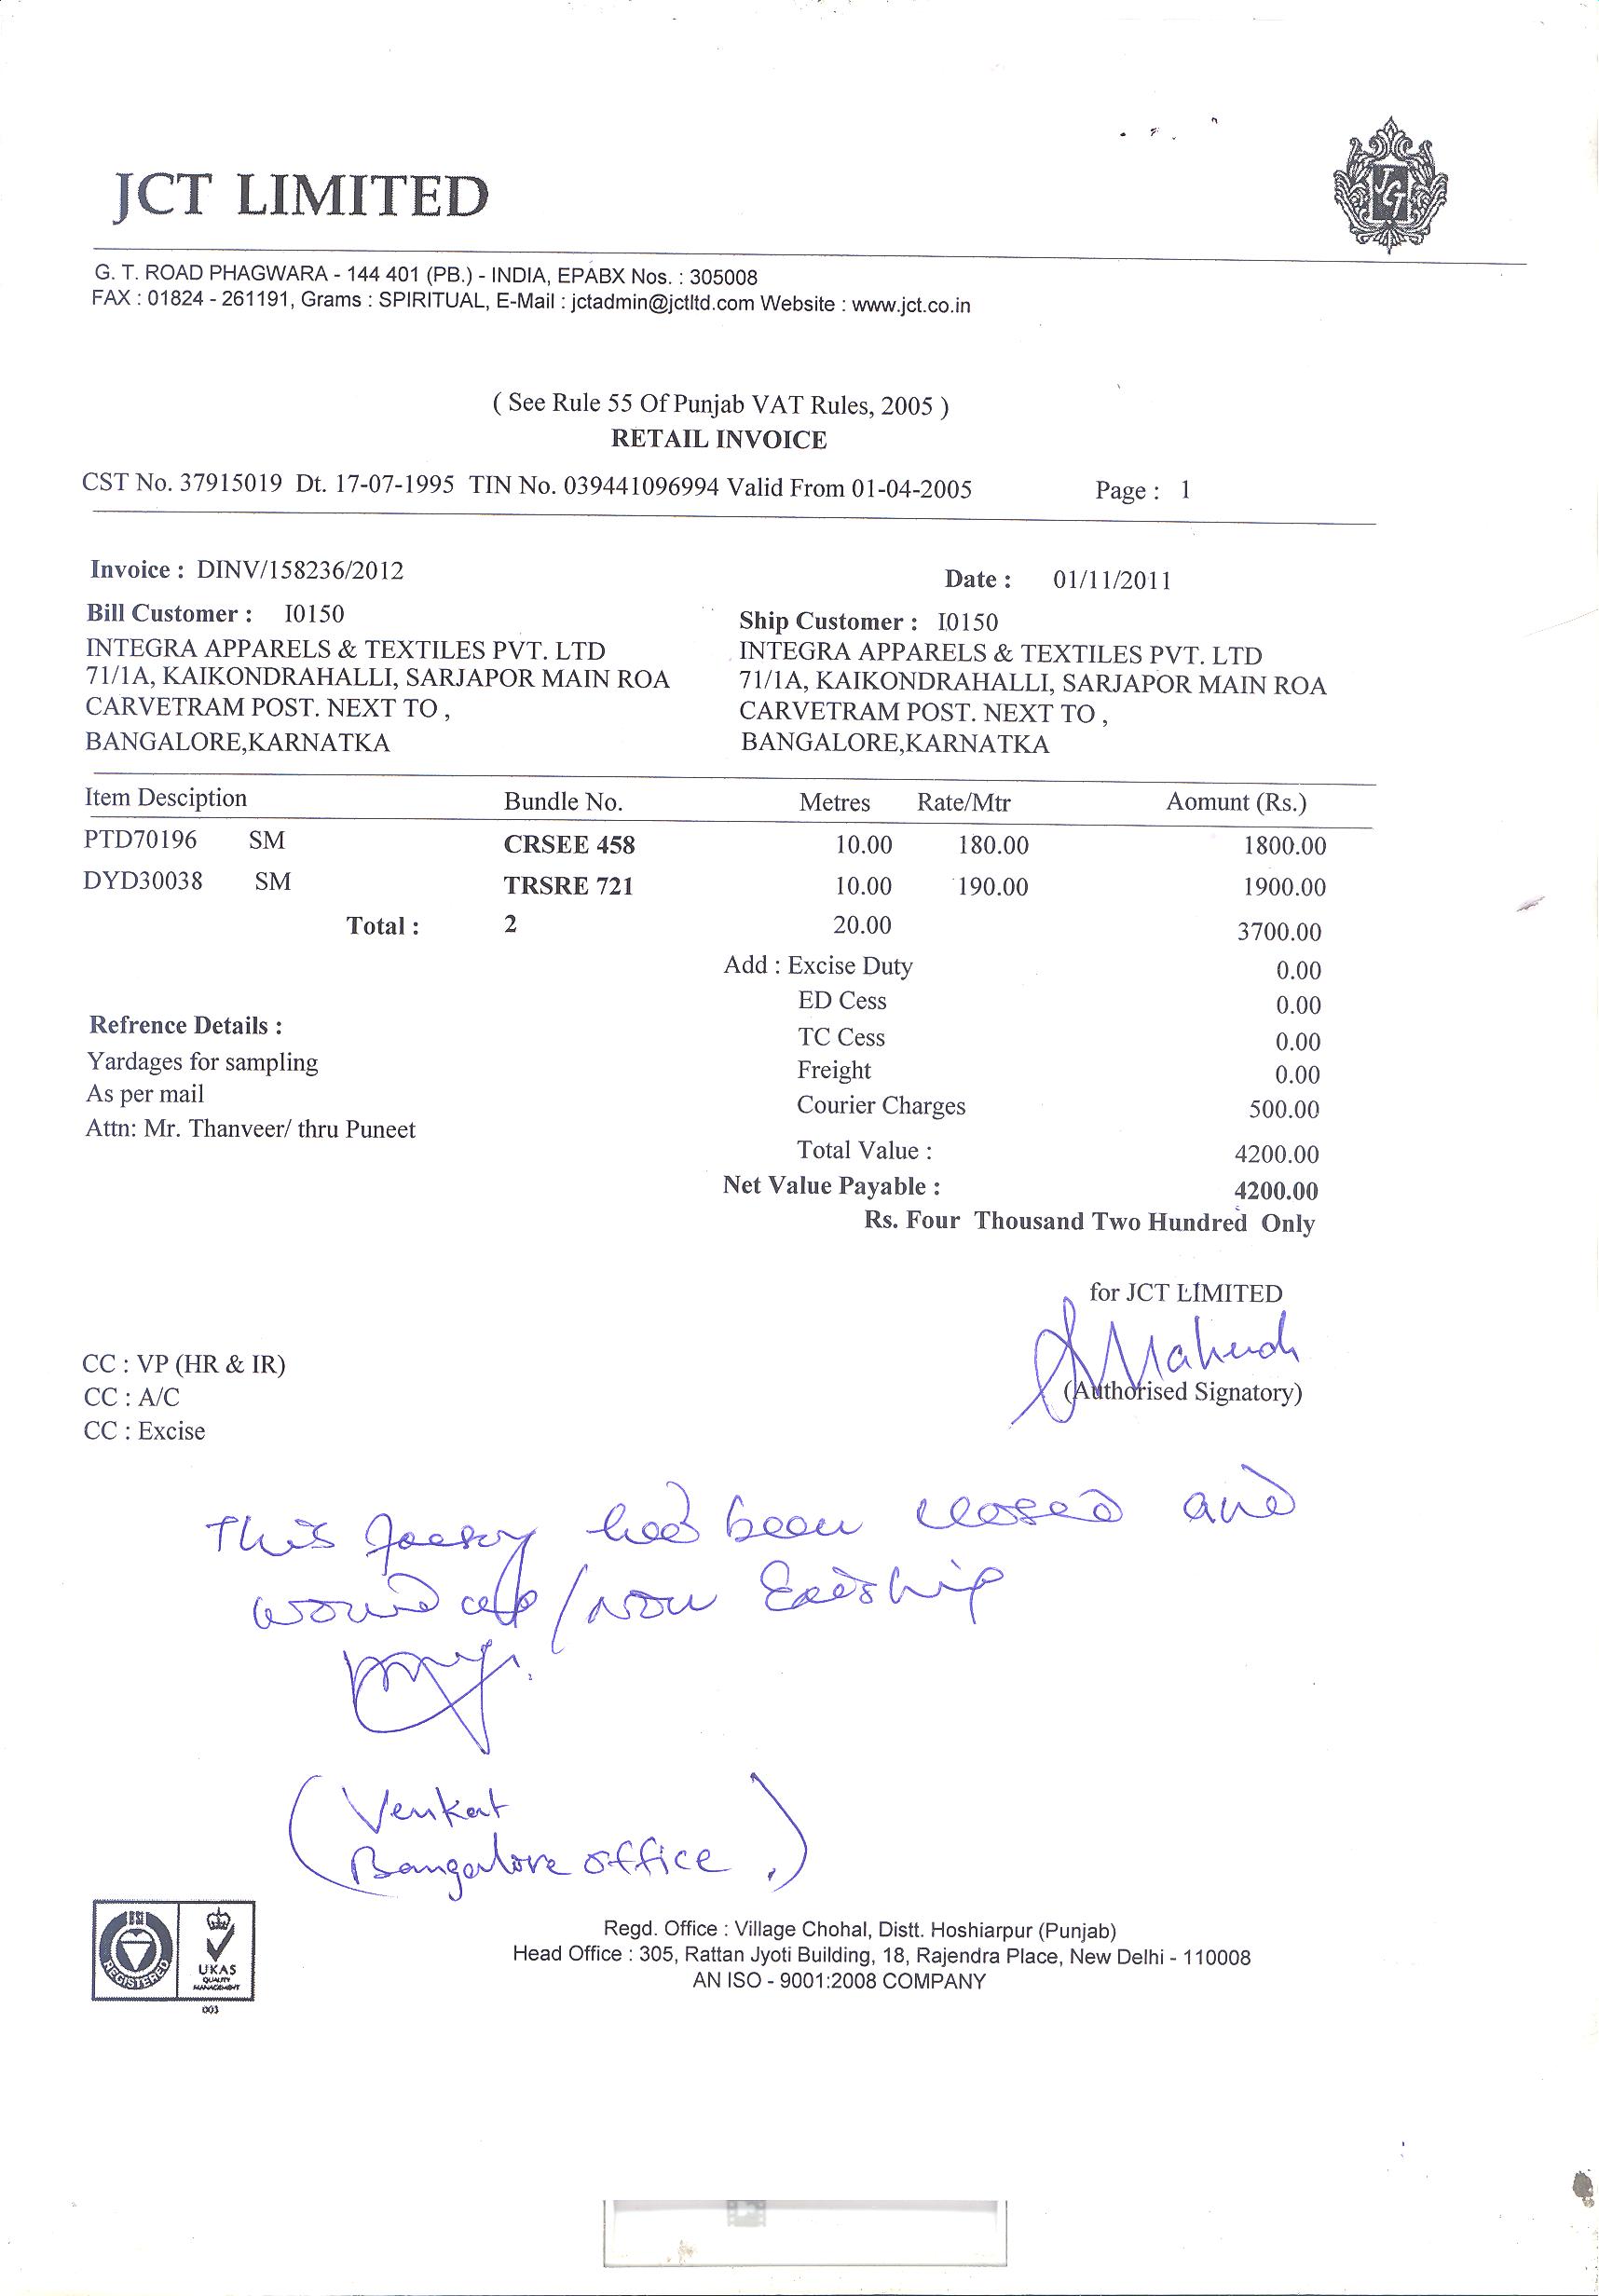 JCT LIMITED
JCT
G. T. ROAD PHAGWARA - 144 401 (PB.) - INDIA, EPABX Nos. : 305008
FAX : 01824 - 261191, Grams : SPIRITUAL, E-Mail : jctadmin@jctltd.com Website : www.jct.co.in
( See Rule 55 Of Punjab VAT Rules, 2005 )
RETAIL INVOICE
CST No. 37915019 Dt. 17-07-1995 TIN No. 039441096994 Valid From 01-04-2005 Page : 1
Invoice : DINV/158236/2012 Date : 01/11/2011
Bill Customer : I0150 Ship Customer : I0150
INTEGRA APPARELS & TEXTILES PVT. LTD INTEGRA APPARELS & TEXTILES PVT. LTD
71/1A, KAIKONDRAHALLI, SARJAPOR MAIN ROA 71/1A, KAIKONDRAHALLI, SARJAPOR MAIN ROA
CARVETRAM POST. NEXT TO , CARVETRAM POST. NEXT TO ,
BANGALORE,KARNATKA BANGALORE,KARNATKA
Item Desciption Bundle No. Metres Rate/Mtr Aomunt (Rs.)
PTD70196 SM CRSEE 458 10.00 180.00 1800.00
DYD30038 SM TRSRE 721 10.00 190.00 1900.00
Total : 2 20.00 3700.00
Add : Excise Duty 0.00
ED Cess 0.00
Refrence Details : TC Cess 0.00
Yardages for sampling Freight 0.00
As per mail Courier Charges 500.00
Attn: Mr. Thanveer/ thru Puneet
Total Value : 4200.00
Net Value Payable : 4200.00
Rs. Four Thousand Two Hundred Only
for JCT LIMITED
CC : VP (HR & IR)
(Authorised Signatory)
CC : A/C
CC : Excise
This had been closed and
wound up / now
(Venkat
Bangalore office.)
BSI
REGISTERED
UKAS
QUALITY
MANAGEMENT
003
Regd. Office : Village Chohal, Distt. Hoshiarpur (Punjab)
Head Office : 305, Rattan Jyoti Building, 18, Rajendra Place, New Delhi - 110008
AN ISO - 9001:2008 COMPANY